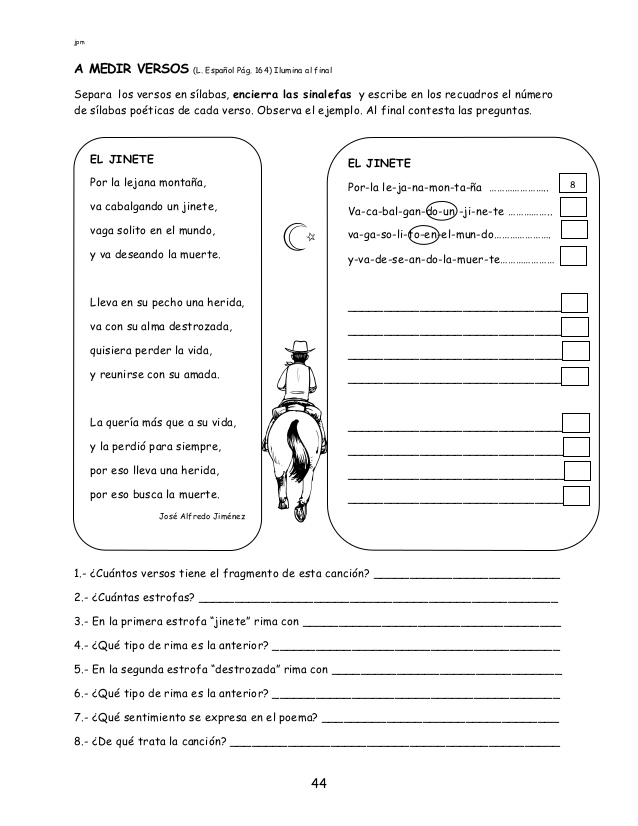 jpm
A MEDIR VERSOS (L. Español Pág. 164) Ilumina al final
Separa los versos en sílabas, encierra las sinalefas y escribe en los recuadros el número
de sílabas poéticas de cada verso. Observa el ejemplo. Al final contesta las preguntas.
EL JINETE
Por la lejana montaña,
va cabalgando un jinete,
vaga solito en el mundo,
y va deseando la muerte.
Lleva en su pecho una herida,
va con su alma destrozada,
quisiera perder la vida,
y reunirse con su amada.
La quería más que a su vida,
y la perdió para siempre,
por eso lleva una herida,
por eso busca la muerte.
José Alfredo Jiménez
EL JINETE
Por-la le-ja-na-mon-ta-ña ………………….. 8
Va-ca-bal-gan-do-un-ji-ne-te ……………..
va-ga-so-li-to-en-el-mun-do…………………
y-va-de-se-an-do-la-muer-te…………………
1.- ¿Cuántos versos tiene el fragmento de esta canción? ____________________________
2.- ¿Cuántas estrofas? ______________________________________________________
3.- En la primera estrofa “jinete” rima con _______________________________________
4.- ¿Qué tipo de rima es la anterior? ___________________________________________
5.- En la segunda estrofa “destrozada” rima con ___________________________________
6.- ¿Qué tipo de rima es la anterior? ___________________________________________
7.- ¿Qué sentimiento se expresa en el poema? ____________________________________
8.- ¿De qué trata la canción? __________________________________________________
44